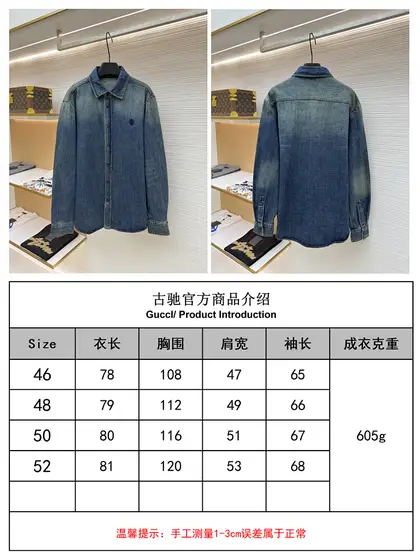 古驰官方商品介绍
GuccI/ Product Introduction
Size 衣长 胸围 肩宽 袖长 成衣克重
46 78 108 47 65
48 79 112 49 66
50 80 116 51 67
605g
52 81 120 53 68
温馨提示：手工测量1-3cm误差属于正常